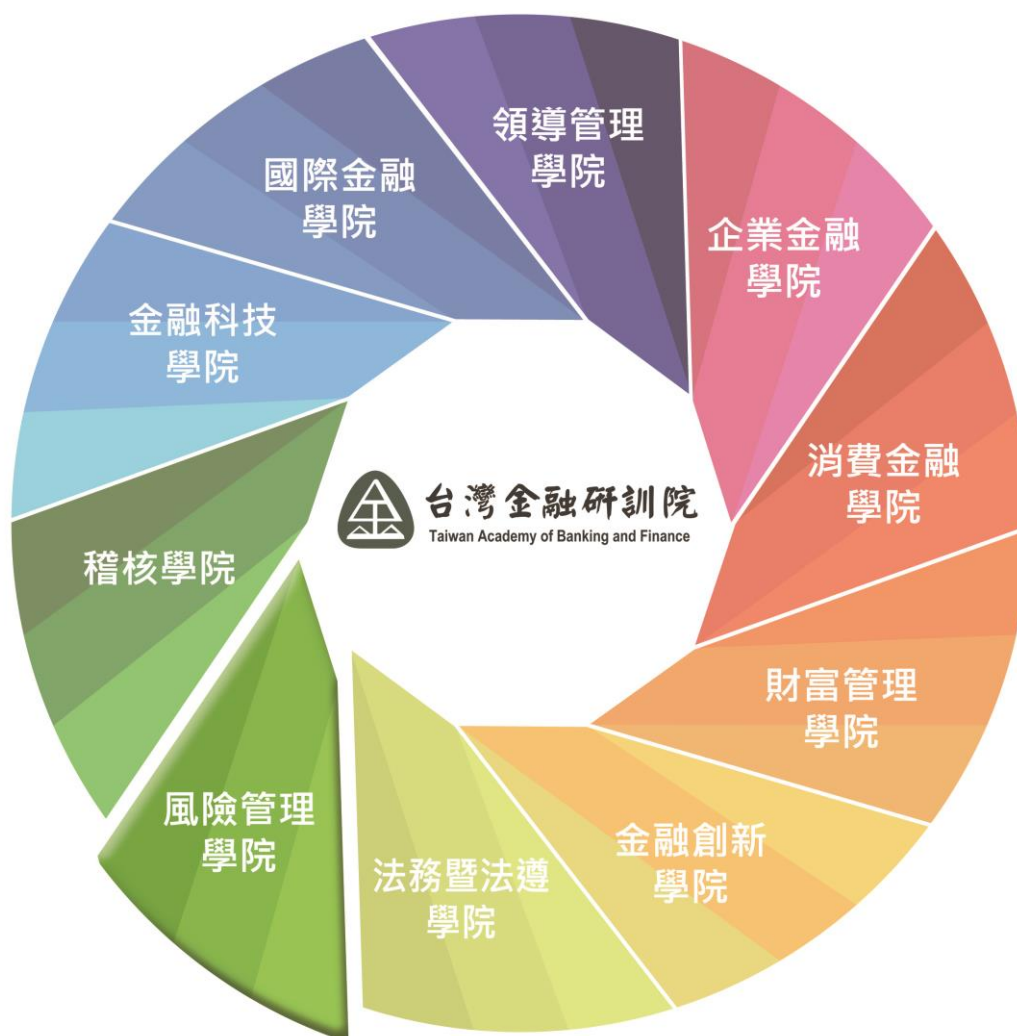 領導管理
學院
企業金融
學院
消費金融
學院
財富管理
學院
金融創新
學院
法務暨法遵
學院
風險管理
學院
稽核學院
金融科技
學院
國際金融
學院
金
台灣金融研訓院
Taiwan Academy of Banking and Finance